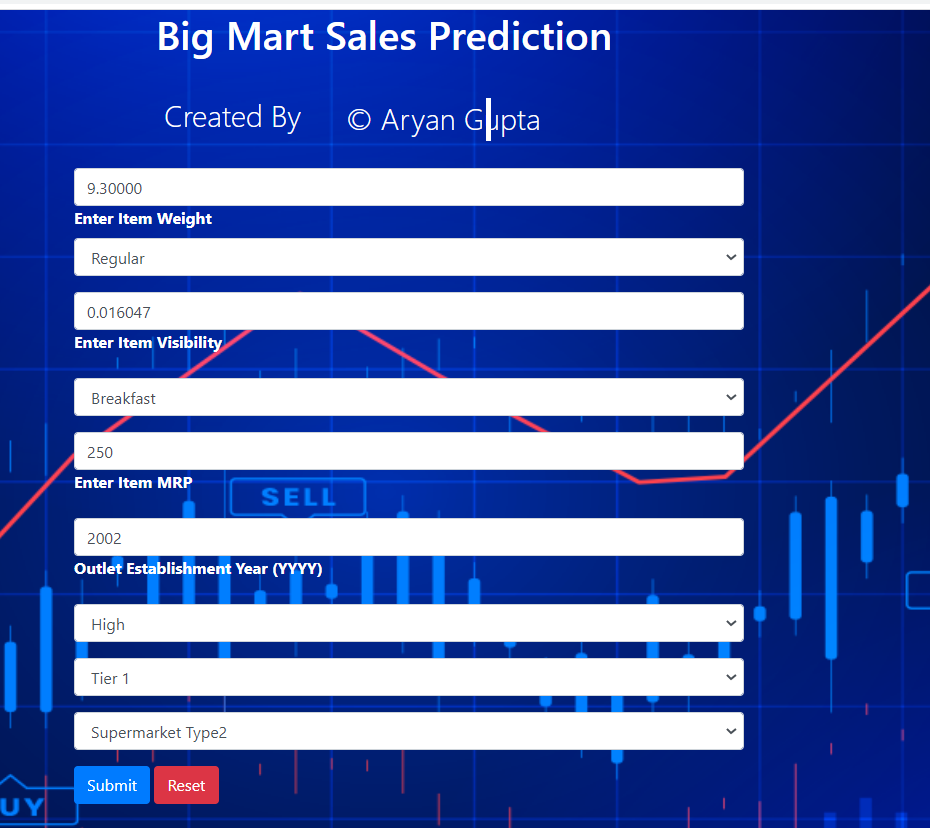 Big Mart Sales Prediction
Created By © Aryan Gupta
9.30000
Enter Item Weight
Regular
0.016047
Enter Item Visibility
Breakfast
250
Enter Item MRP
SELL
2002
Outlet Establishment Year (YYYY)
High
Tier 1
Supermarket Type2
Submit Reset
UY